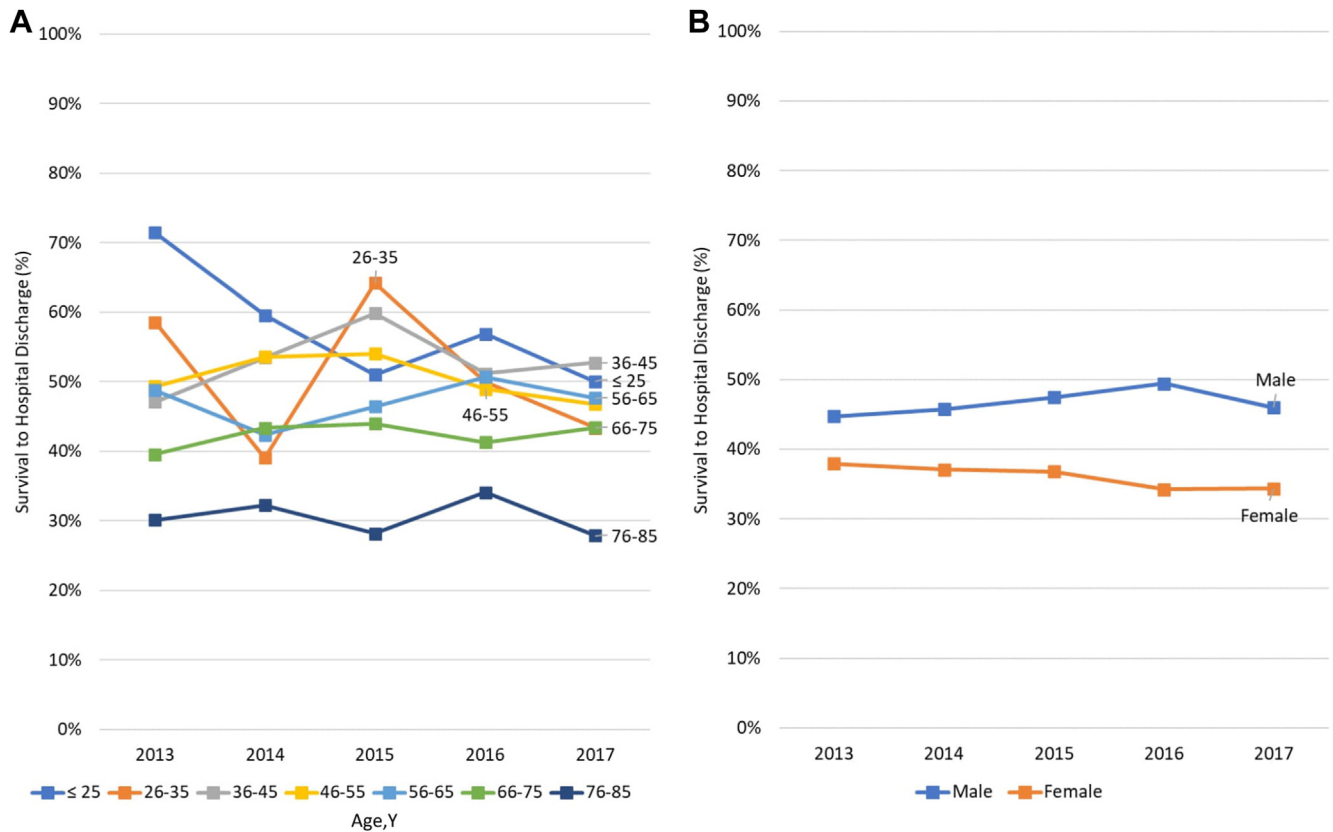 A
Survival to Hospital Discharge (%)
100%
90%
80%
70%
60%
50%
40%
30%
20%
10%
0%
26-35
46-55
36-45
≤ 25
56-65
66-75
76-85
2013 2014 2015 2016 2017
≤ 25 26-35 36-45 46-55 56-65 66-75 76-85
Age,Y
B
Survival to Hospital Discharge (%)
100%
90%
80%
70%
60%
50%
40%
30%
20%
10%
0%
Male
Female
2013 2014 2015 2016 2017
Male Female